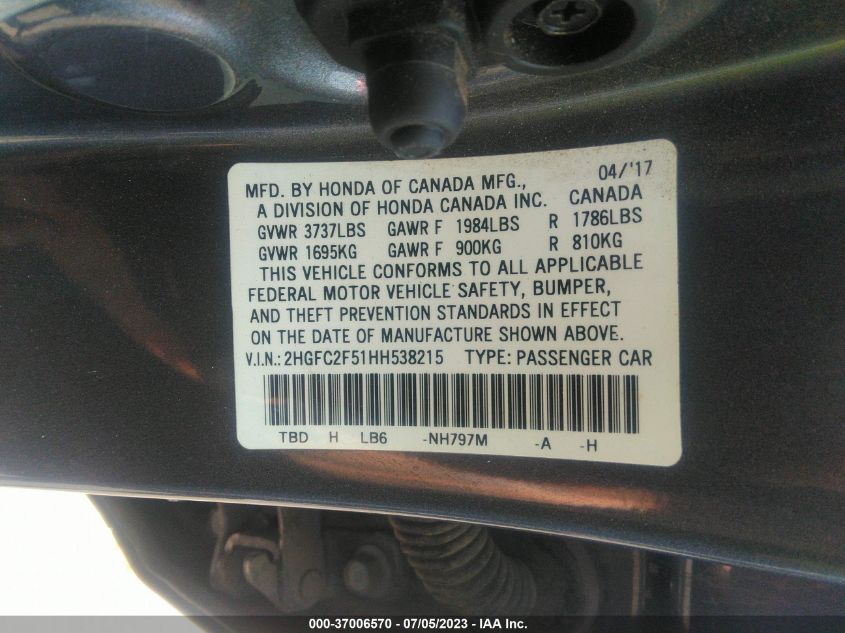 04/'17
MFD. BY HONDA OF CANADA MFG.,
A DIVISION OF HONDA CANADA INC. CANADA
GVWR 3737LBS GAWR F 1984LBS R 1786LBS
GVWR 1695KG GAWR F 900KG R 810KG
THIS VEHICLE CONFORMS TO ALL APPLICABLE
FEDERAL MOTOR VEHICLE SAFETY, BUMPER,
AND THEFT PREVENTION STANDARDS IN EFFECT
ON THE DATE OF MANUFACTURE SHOWN ABOVE.
V.I.N.: 2HGFC2F51HH538215 TYPE: PASSENGER CAR
TBD H LB6 -NH797M -A -H
000-37006570 - 07/05/2023 - IAA Inc.